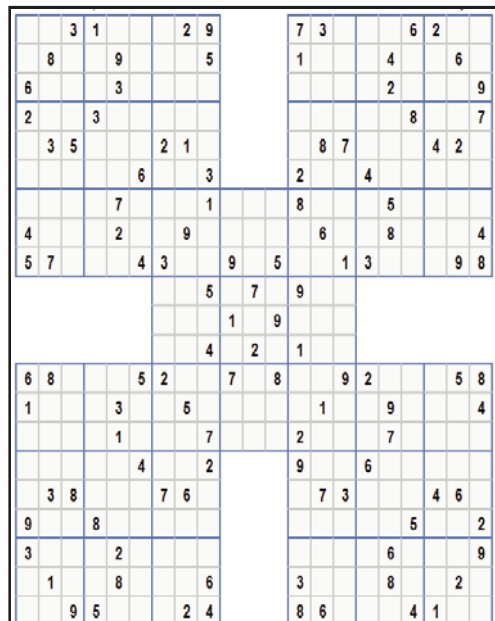 3 1 2 9 7 3 6 2
8 9 5 1 4 6
6 3 2 9
2 3 8 7
3 5 2 1 8 7 4 2
6 3 2 4
7 1 8 5
4 2 9 6 8 4
5 7 4 3 9 5 1 3 9 8
5 7 9
1 9
4 2 1
6 8 5 2 7 8 9 2 5 8
1 3 5 1 9 4
1 7 2 7
4 2 9 6
3 8 7 6 7 3 4 6
9 8 5 2
3 2 6 9
1 8 6 3 8 2
9 5 2 4 8 6 4 1